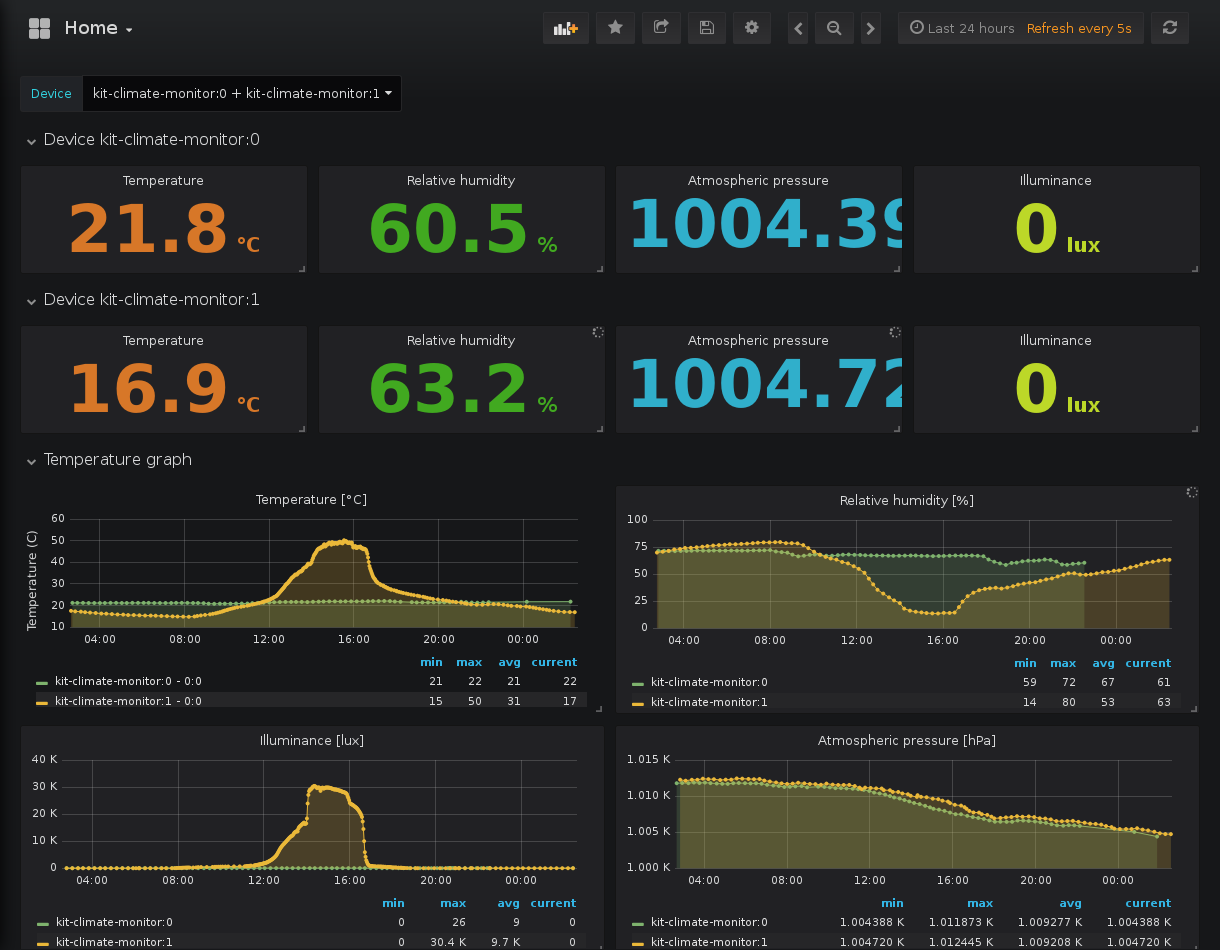 Home
Last 24 hours Refresh every 5s
Device kit-climate-monitor:0 + kit-climate-monitor:1
Device kit-climate-monitor:0
Temperature Relative humidity Atmospheric pressure Illuminance
21.8 °C 60.5 % 1004.39 0 lux
Device kit-climate-monitor:1
Temperature Relative humidity Atmospheric pressure Illuminance
16.9 °C 63.2 % 1004.72 0 lux
Temperature graph
Temperature [°C]
Temperature (C)
60
50
40
30
20
10
04:00 08:00 12:00 16:00 20:00 00:00
min max avg current
kit-climate-monitor:0 - 0:0 21 22 21 22
kit-climate-monitor:1 - 0:0 15 50 31 17
Relative humidity [%]
100
75
50
25
0
04:00 08:00 12:00 16:00 20:00 00:00
min max avg current
kit-climate-monitor:0 59 72 67 61
kit-climate-monitor:1 14 80 53 63
Illuminance [lux]
40 K
30 K
20 K
10 K
0
04:00 08:00 12:00 16:00 20:00 00:00
min max avg current
kit-climate-monitor:0 0 26 9 0
kit-climate-monitor:1 0 30.4 K 9.7 K 0
Atmospheric pressure [hPa]
1.015 K
1.010 K
1.005 K
1.000 K
04:00 08:00 12:00 16:00 20:00 00:00
min max avg current
kit-climate-monitor:0 1.004388 K 1.011873 K 1.009277 K 1.004388 K
kit-climate-monitor:1 1.004720 K 1.012445 K 1.009208 K 1.004720 K